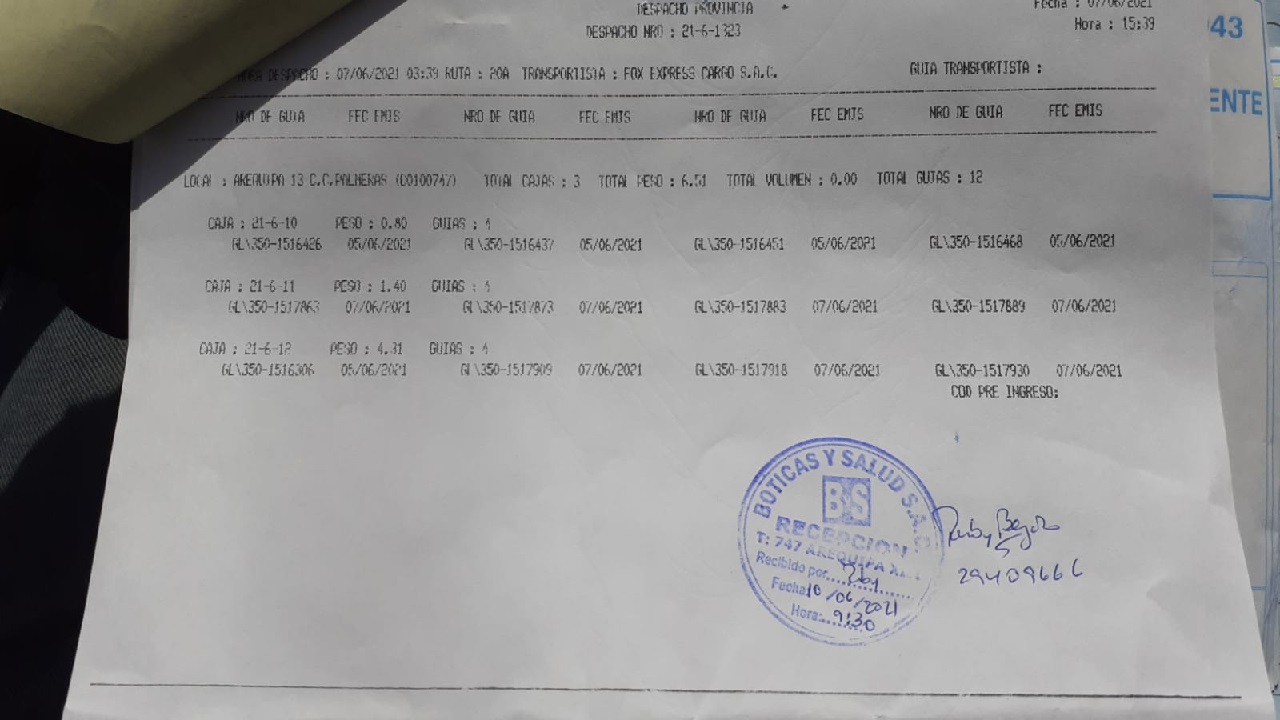 DESPACHO PROVINCIA
Fecha : 07/06/2021
DESPACHO NRO : 21-6-1323
Hora : 15:39
DESPACHO : 07/06/2021 03:39 RUTA : 20A TRANSPORTISTA : FOX EXPRESS CARGO S.A.C. GUIA TRANSPORTISTA :
NRO DE GUIA FEC EMIS NRO DE GUIA FEC EMIS NRO DE GUIA FEC EMIS NRO DE GUIA FEC EMIS
LOCAL : AREQUIPA 13 C.C.PALMERAS (C0100747) TOTAL CAJAS : 3 TOTAL PESO : 6.51 TOTAL VOLUMEN : 0.00 TOTAL GUIAS : 12
CAJA : 21-6-10 PESO : 0.80 GUIAS : 4
GL\350-1516426 05/06/2021 GL\350-1516437 05/06/2021 GL\350-1516451 05/06/2021 GL\350-1516468 05/06/2021
CAJA : 21-6-11 PESO : 1.40 GUIAS : 4
GL\350-1517863 07/06/2021 GL\350-1517873 07/06/2021 GL\350-1517883 07/06/2021 GL\350-1517889 07/06/2021
CAJA : 21-6-12 PESO : 4.31 GUIAS : 4
GL\350-1516306 05/06/2021 GL\350-1517909 07/06/2021 GL\350-1517918 07/06/2021 GL\350-1517930 07/06/2021
COD PRE INGRESO:
BOTICAS Y SALUD S.A.C.
BS
RECEPCION
T: 747 AREQUIPA
Recibido por
Fecha 10/06/2021
Hora: 9:30
29409666
43
ENTE